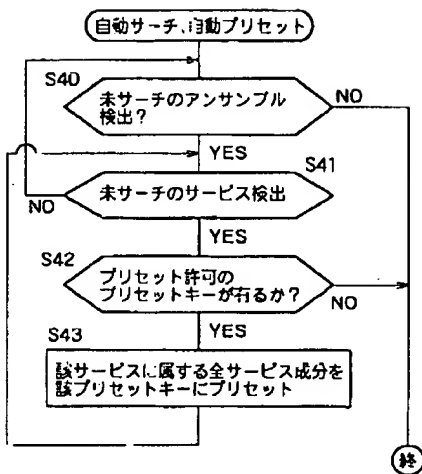 自動サーチ、自動プリセット
S40
未サーチのアンサンブル
検出？
NO
YES
S41
未サーチのサービス検出
NO
YES
S42
プリセット許可の
プリセットキーが有るか？
NO
YES
S43
該サービスに属する全サービス成分を
該プリセットキーにプリセット
終